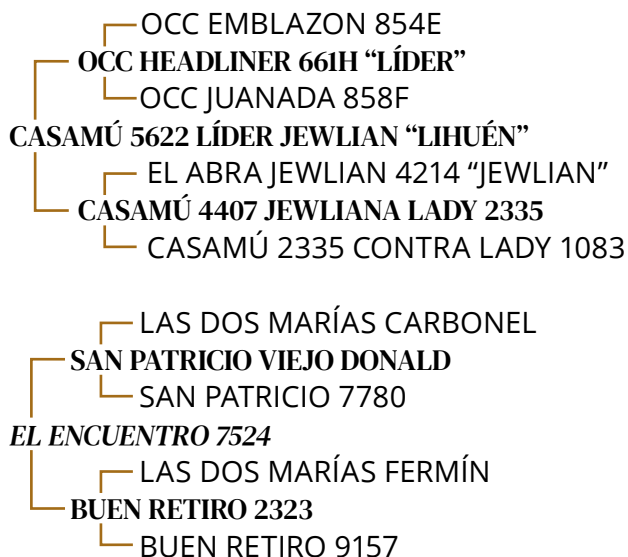 OCC EMBLAZON 854E
OCC HEADLINER 661H “LÍDER”
OCC JUANADA 858F
CASAMÚ 5622 LÍDER JEWLIAN “LIHUÉN”
EL ABRA JEWLIAN 4214 “JEWLIAN”
CASAMÚ 4407 JEWLIANA LADY 2335
CASAMÚ 2335 CONTRA LADY 1083
LAS DOS MARÍAS CARBONEL
SAN PATRICIO VIEJO DONALD
SAN PATRICIO 7780
EL ENCUENTRO 7524
LAS DOS MARÍAS FERMÍN
BUEN RETIRO 2323
BUEN RETIRO 9157